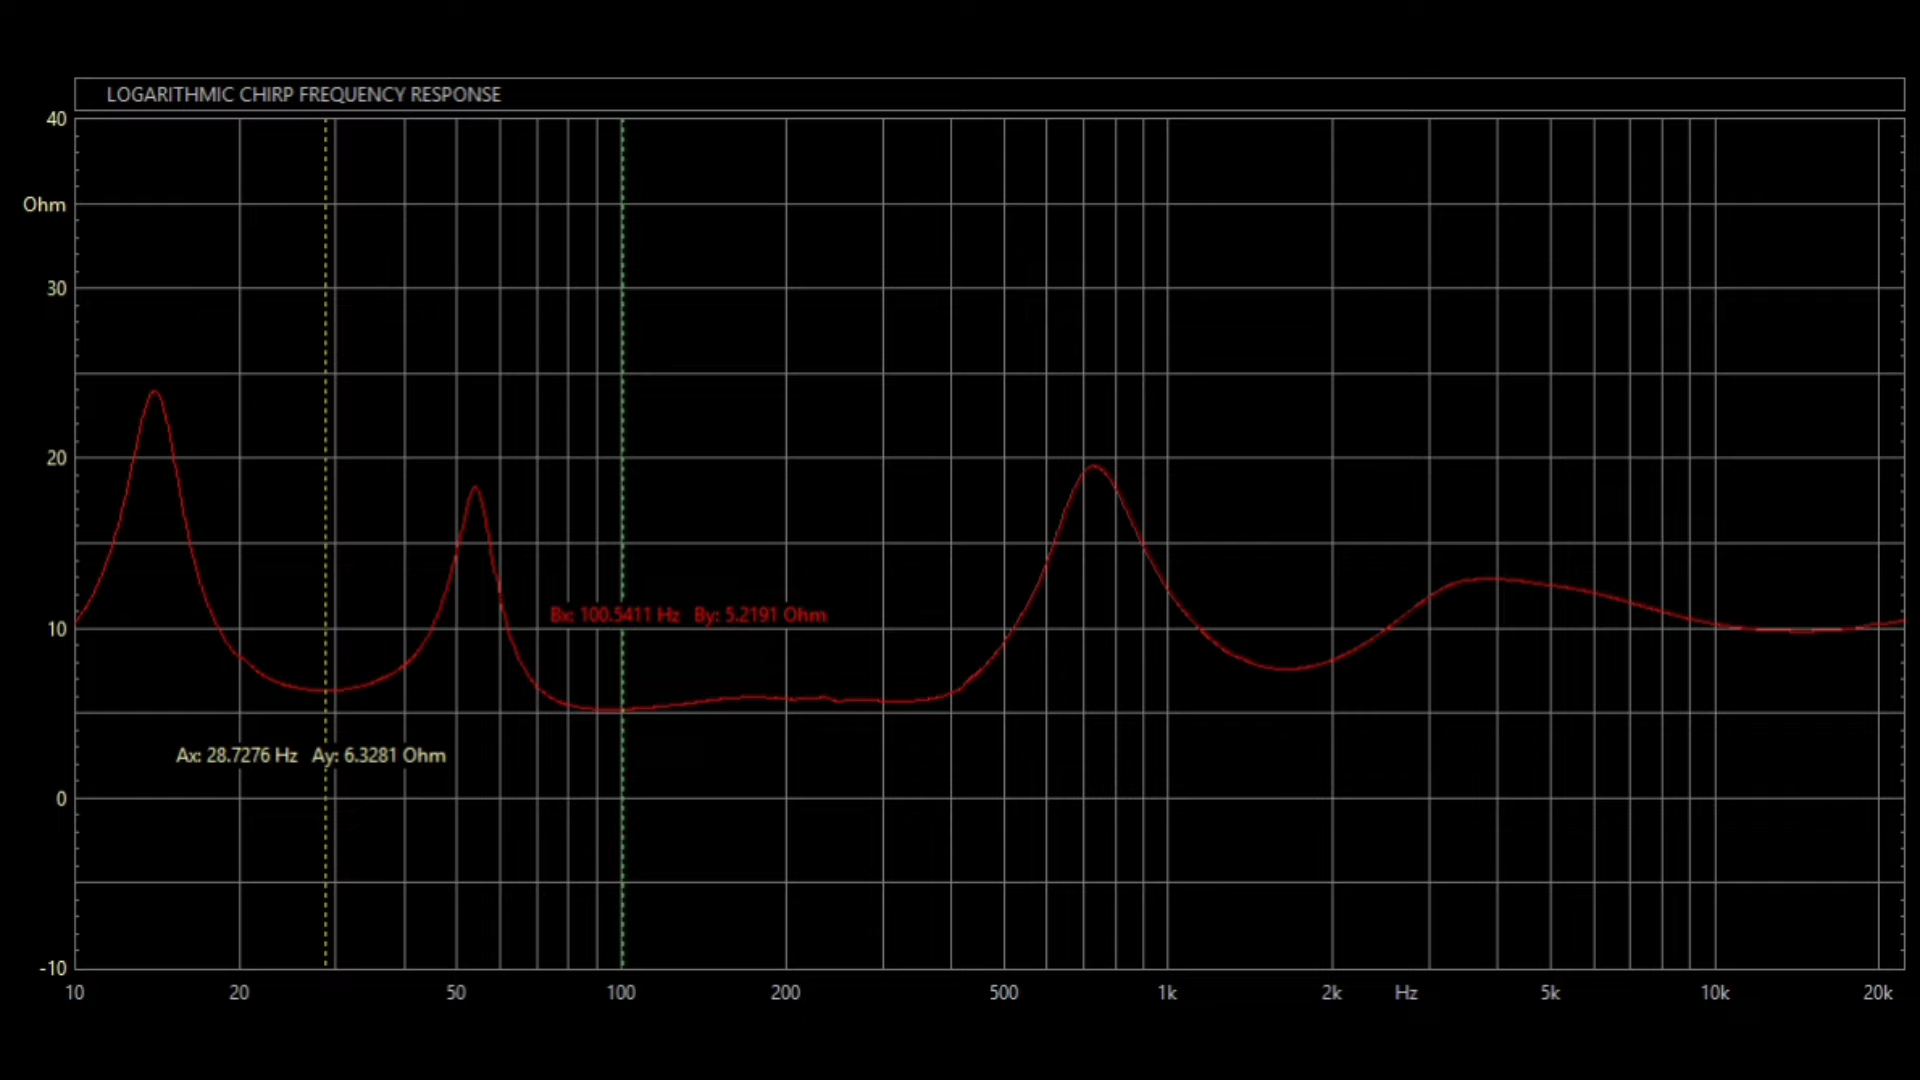 LOGARITHMIC CHIRP FREQUENCY RESPONSE
40
Ohm
30
20
10
0
-10
Bx: 100.5411 Hz By: 5.2191 Ohm
Ax: 28.7276 Hz Ay: 6.3281 Ohm
10 20 50 100 200 500 1k 2k Hz 5k 10k 20k